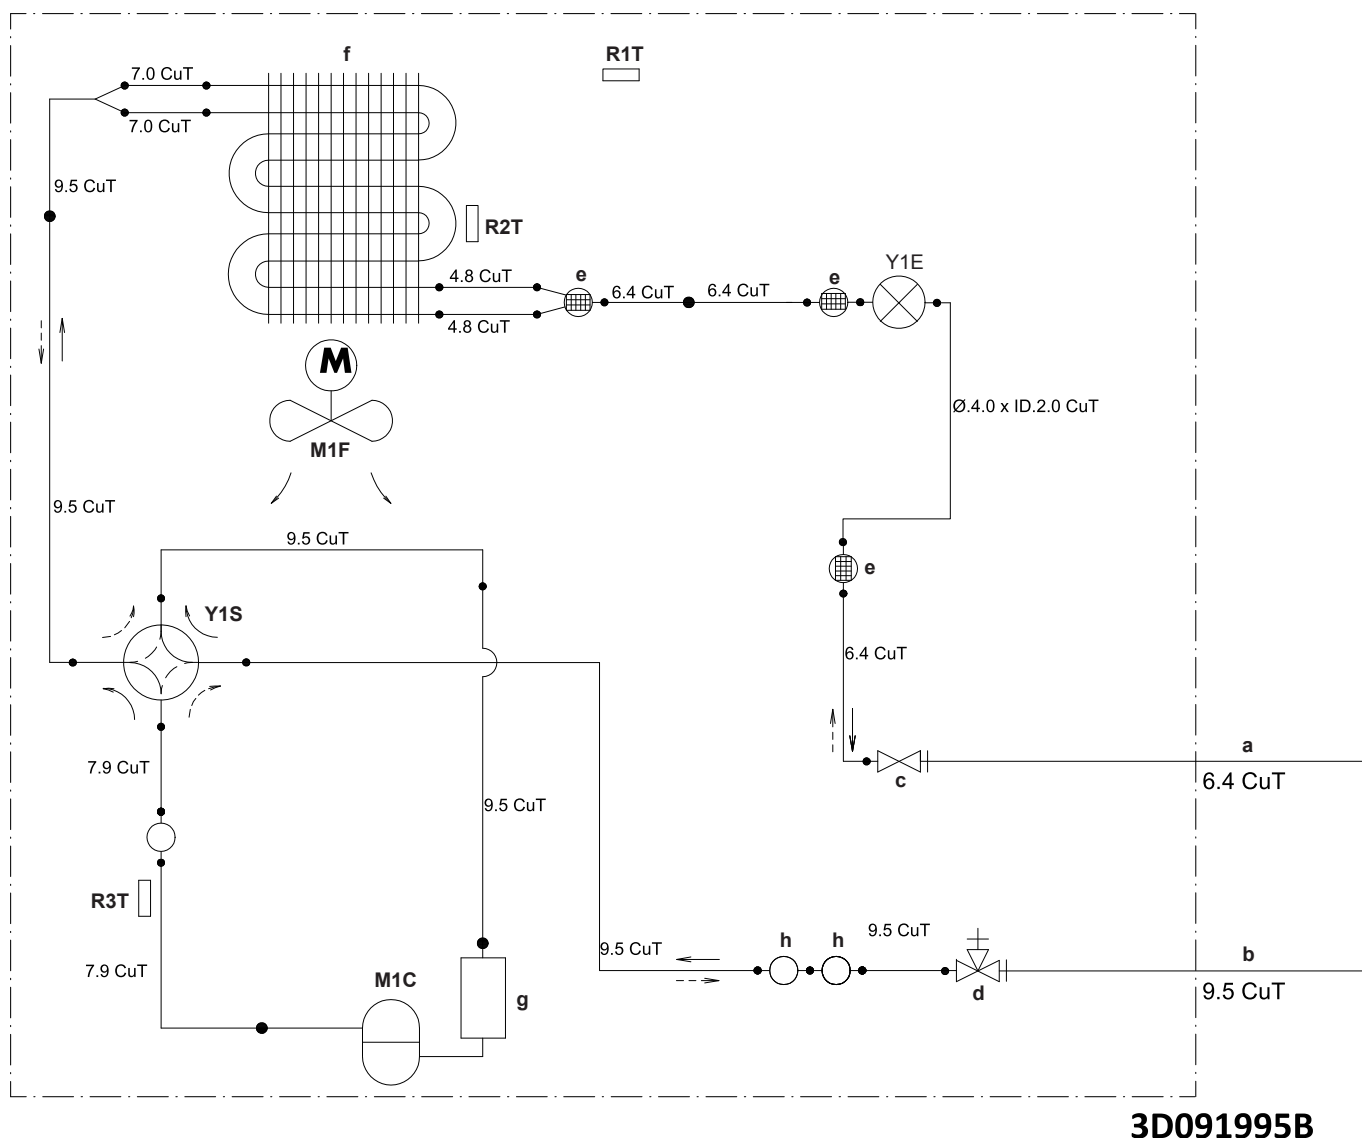 f
R1T
7.0 CuT
7.0 CuT
9.5 CuT
R2T
4.8 CuT
e
6.4 CuT
6.4 CuT
e
Y1E
4.8 CuT
M
Ø.4.0 x ID.2.0 CuT
M1F
9.5 CuT
9.5 CuT
e
Y1S
6.4 CuT
a
7.9 CuT
c
6.4 CuT
9.5 CuT
R3T
9.5 CuT
h
h
9.5 CuT
b
7.9 CuT
M1C
g
d
9.5 CuT
3D091995B